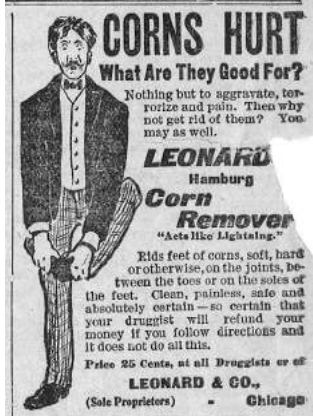 CORNS HURT
What Are They Good For?
Nothing but to aggravate, ter-
rorize and pain. Then why
not get rid of them? You
may as well.
LEONARD
Hamburg
Corn
Remover
"Acts like Lightning."
Rids feet of corns, soft, hard
or otherwise, on the joints, be-
tween the toes or on the soles of
the feet. Clean, painless, safe and
absolutely certain—so certain that
your druggist will refund your
money if you follow directions and
it does not do all this.
Price 25 Cents, at all Druggists or of
LEONARD & CO.,
(Sole Proprietors) - Chicago